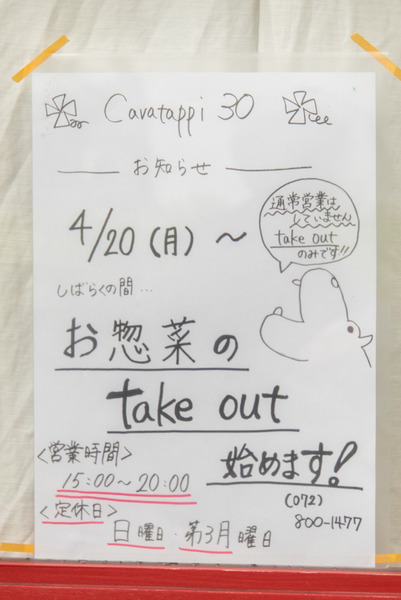 Cavatappi 30
お知らせ
4/20(月)〜
通常営業は
していません
take out
のみです!!
しばらくの間…
お惣菜の
take out
始めます!
<営業時間>
15:00〜20:00
(072)
800-1477
<定休日>
日曜日・第3月曜日